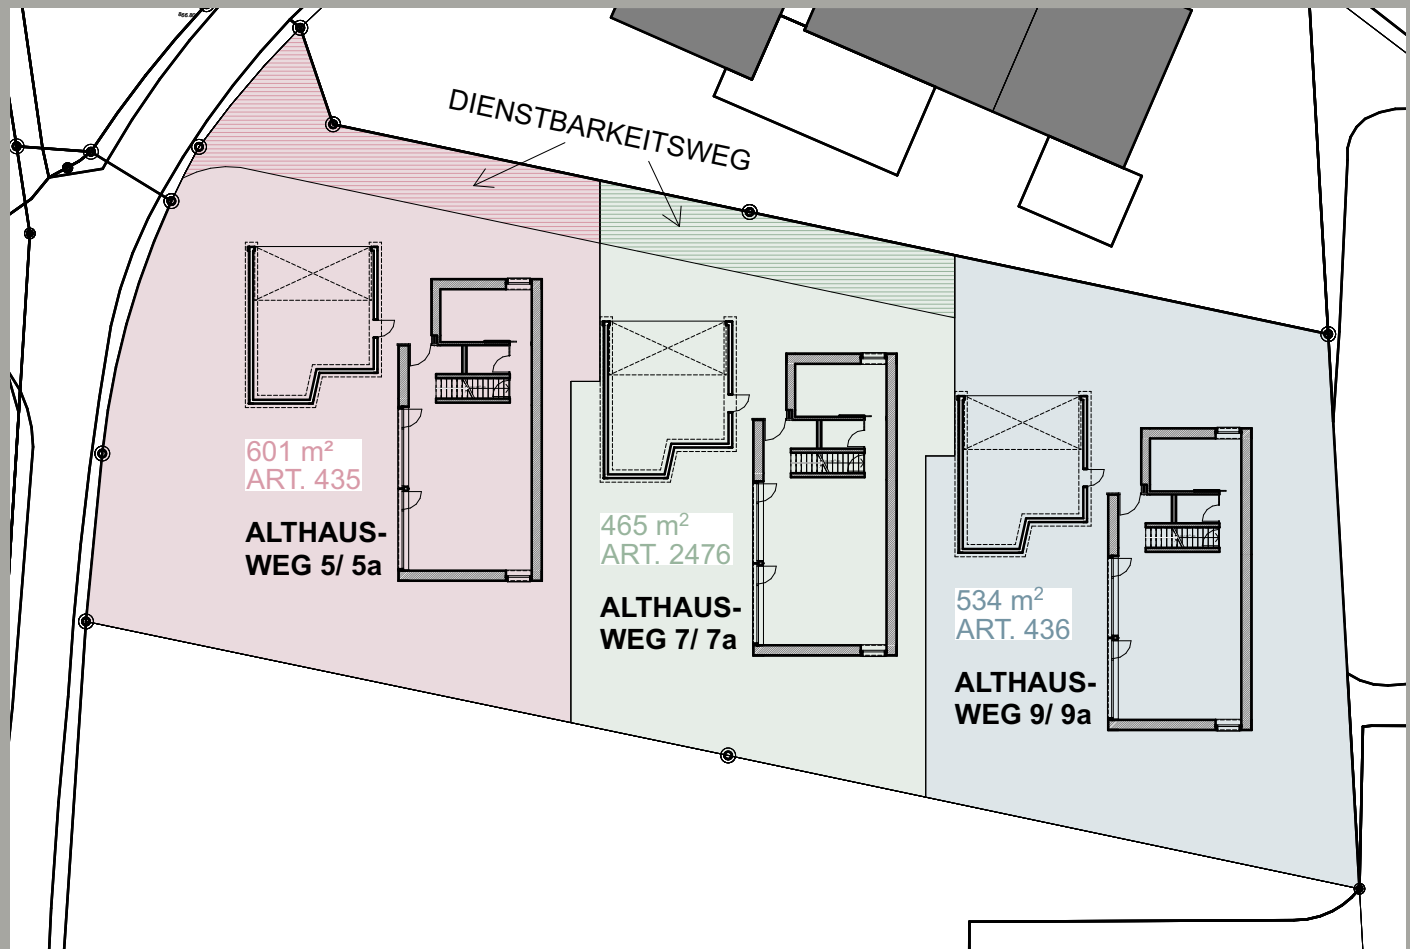 DIENSTBARKEITSWEG
601 m²
ART. 435
ALTHAUS-
WEG 5/ 5a
465 m²
ART. 2476
ALTHAUS-
WEG 7/ 7a
534 m²
ART. 436
ALTHAUS-
WEG 9/ 9a